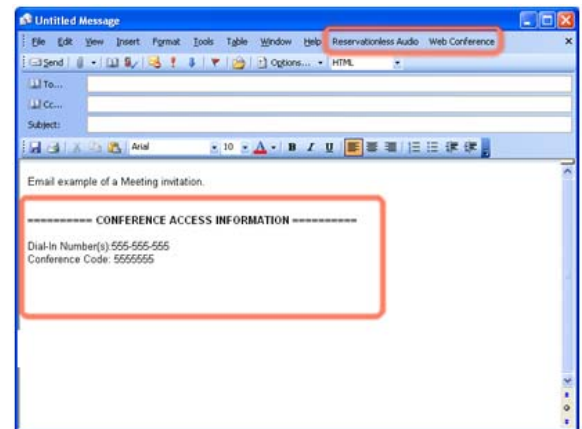 Untitled Message
File Edit View Insert Format Tools Table Window Help Reservationless Audio Web Conference
Send Options... HTML
To...
Cc...
Subject:
Arial 10 A B I U
Email example of a Meeting invitation.
========== CONFERENCE ACCESS INFORMATION ==========
Dial-In Number(s):555-555-555
Conference Code: 5555555